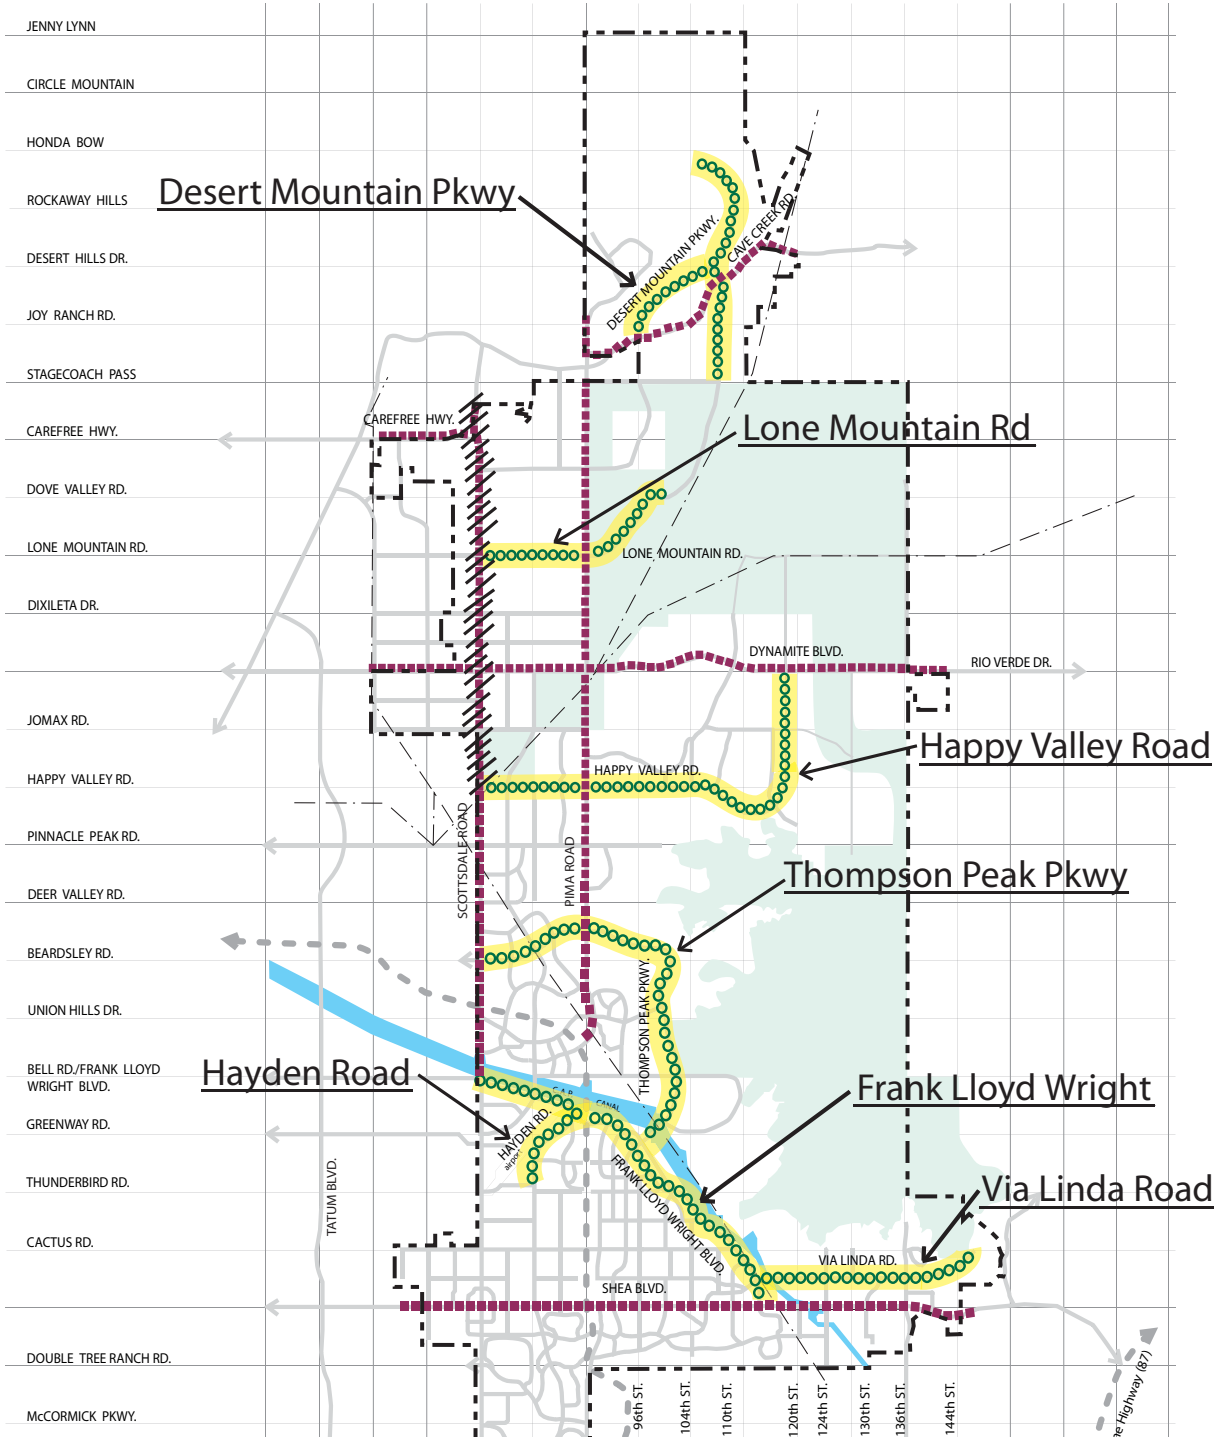 JENNY LYNN
CIRCLE MOUNTAIN
HONDA BOW
ROCKAWAY HILLS
Desert Mountain Pkwy
DESERT MOUNTAIN PKWY.
CAVE CREEK RD.
DESERT HILLS DR.
JOY RANCH RD.
STAGECOACH PASS
CAREFREE HWY.
CAREFREE HWY.
Lone Mountain Rd
DOVE VALLEY RD.
LONE MOUNTAIN RD.
LONE MOUNTAIN RD.
DIXILETA DR.
DYNAMITE BLVD.
RIO VERDE DR.
JOMAX RD.
Happy Valley Road
HAPPY VALLEY RD.
HAPPY VALLEY RD.
PINNACLE PEAK RD.
SCOTTSDALE ROAD
PIMA ROAD
Thompson Peak Pkwy
DEER VALLEY RD.
BEARDSLEY RD.
THOMPSON PEAK PKWY.
UNION HILLS DR.
BELL RD./FRANK LLOYD
WRIGHT BLVD.
Hayden Road
C.A.P. CANAL
Frank Lloyd Wright
GREENWAY RD.
HAYDEN RD.
airport
THUNDERBIRD RD.
TATUM BLVD.
FRANK LLOYD WRIGHT BLVD.
Via Linda Road
CACTUS RD.
VIA LINDA RD.
SHEA BLVD.
DOUBLE TREE RANCH RD.
McCORMICK PKWY.
96th ST.
104th ST.
110th ST.
120th ST.
124th ST.
130th ST.
136th ST.
144th ST.
ne Highway (87)